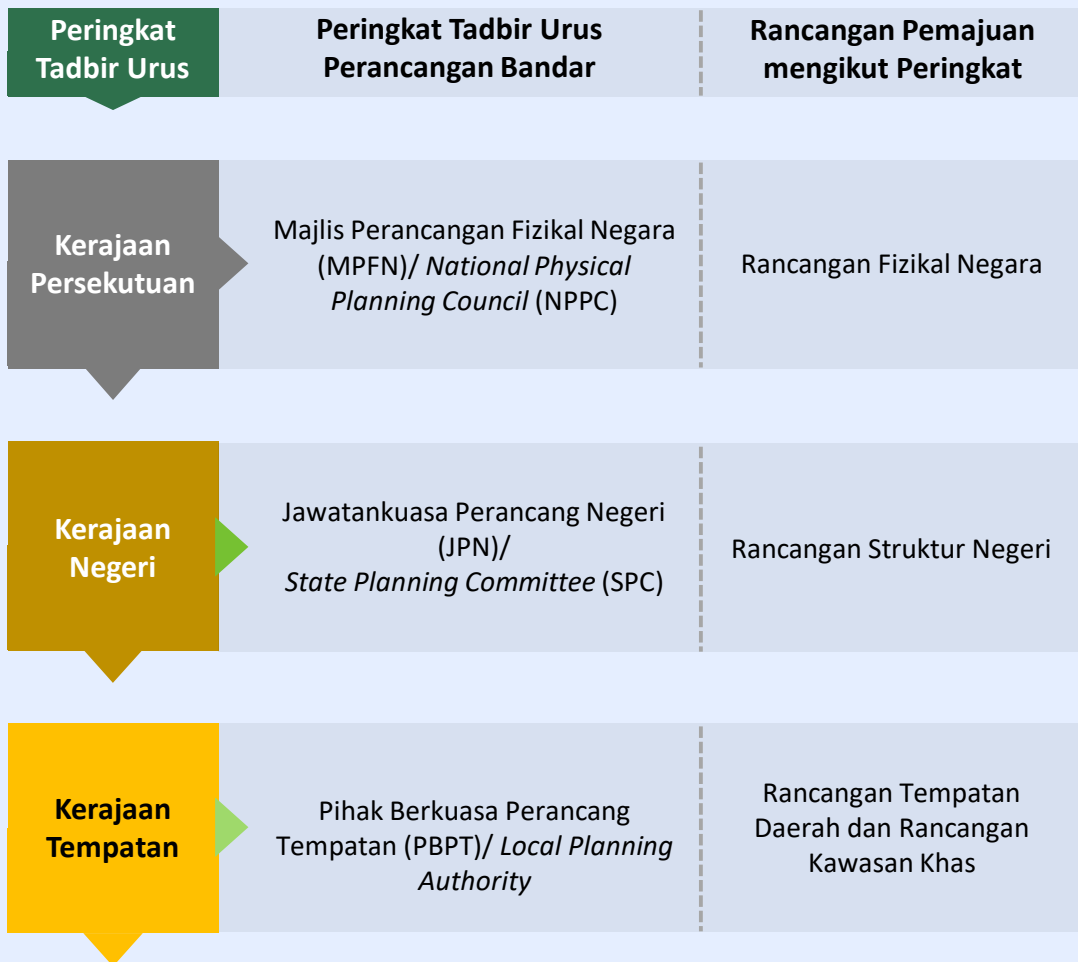 Peringkat
Tadbir Urus
Peringkat Tadbir Urus
Perancangan Bandar
Rancangan Pemajuan
mengikut Peringkat
Kerajaan
Persekutuan
Majlis Perancangan Fizikal Negara
(MPFN)/ National Physical
Planning Council (NPPC)
Rancangan Fizikal Negara
Kerajaan
Negeri
Jawatankuasa Perancang Negeri
(JPN)/
State Planning Committee (SPC)
Rancangan Struktur Negeri
Kerajaan
Tempatan
Pihak Berkuasa Perancang
Tempatan (PBPT)/ Local Planning
Authority
Rancangan Tempatan
Daerah dan Rancangan
Kawasan Khas